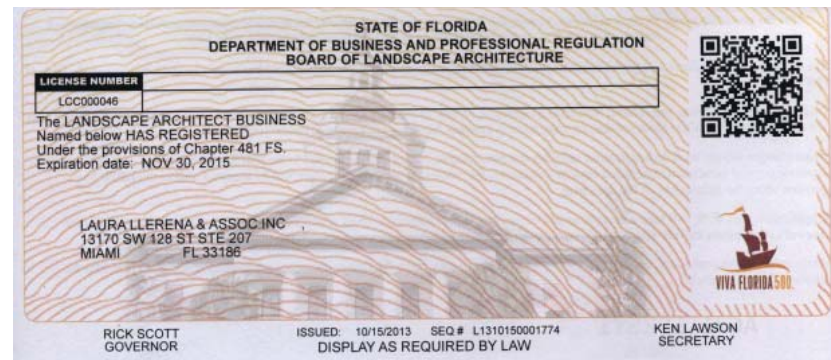 STATE OF FLORIDA
DEPARTMENT OF BUSINESS AND PROFESSIONAL REGULATION
BOARD OF LANDSCAPE ARCHITECTURE
LICENSE NUMBER
LCC000046
The LANDSCAPE ARCHITECT BUSINESS
Named below HAS REGISTERED
Under the provisions of Chapter 481 FS.
Expiration date: NOV 30, 2015
LAURA LLERENA & ASSOC INC
13170 SW 128 ST STE 207
MIAMI FL 33186
VIVA FLORIDA 500.
RICK SCOTT
GOVERNOR
ISSUED: 10/15/2013 SEQ # L1310150001774
DISPLAY AS REQUIRED BY LAW
KEN LAWSON
SECRETARY